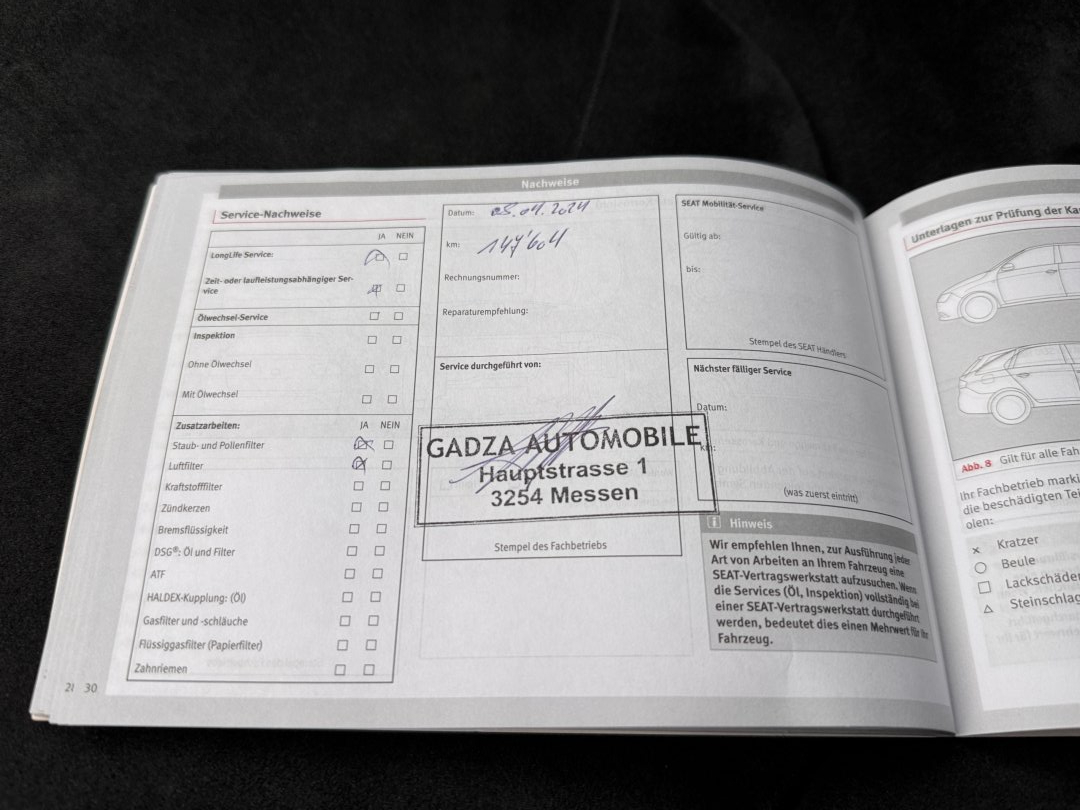 Nachweise
Service-Nachweise
JA NEIN
LongLife Service:
Zeit- oder laufleistungsabhängiger Ser-
vice
Ölwechsel-Service
Inspektion
Ohne Ölwechsel
Mit Ölwechsel
Zusatzarbeiten: JA NEIN
Staub- und Pollenfilter
Luftfilter
Kraftstofffilter
Zündkerzen
Bremsflüssigkeit
DSG®: Öl und Filter
ATF
HALDEX-Kupplung: (Öl)
Gasfilter und -schläuche
Flüssiggasfilter (Papierfilter)
Zahnriemen
30
Datum: 05.04.2024
km: 147'604
Rechnungsnummer:
Reparaturempfehlung:
Service durchgeführt von:
GADZA AUTOMOBILE
Hauptstrasse 1
3254 Messen
Stempel des Fachbetriebs
SEAT Mobilität-Service
Gültig ab:
bis:
Stempel des SEAT Händlers
Nächster fälliger Service
Datum:
km:
(was zuerst eintritt)
Hinweis
Wir empfehlen Ihnen, zur Ausführung jeder
Art von Arbeiten an Ihrem Fahrzeug eine
SEAT-Vertragswerkstatt aufzusuchen. Wenn
die Services (Öl, Inspektion) vollständig bei
einer SEAT-Vertragswerkstatt durchgeführt
werden, bedeutet dies einen Mehrwert für Ihr
Fahrzeug.
Unterlagen zur Prüfung der Ka
Abb. 8 Gilt für alle Fah
Ihr Fachbetrieb marki
die beschädigten Tei
olen:
Kratzer
Beule
Lackschäde
Steinschlag